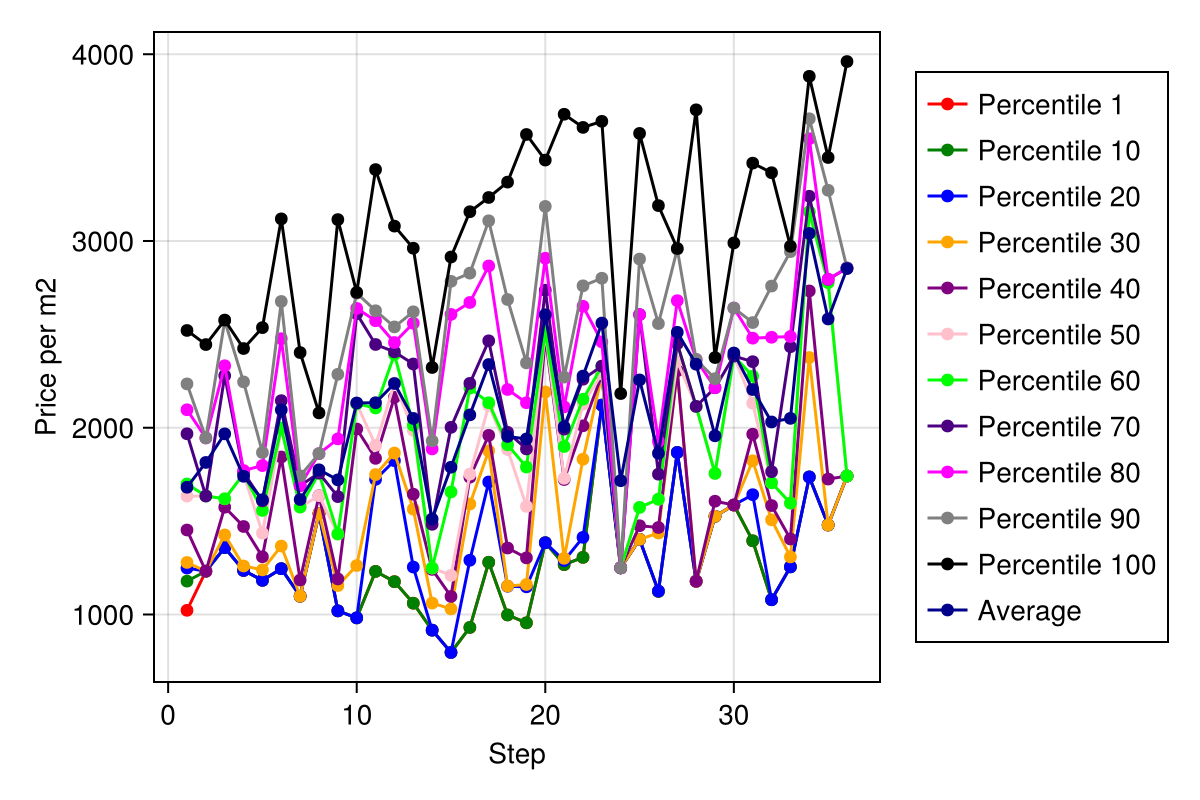 4000
3000
2000
1000
Price per m2
0 10 20 30
Step
Percentile 1
Percentile 10
Percentile 20
Percentile 30
Percentile 40
Percentile 50
Percentile 60
Percentile 70
Percentile 80
Percentile 90
Percentile 100
Average